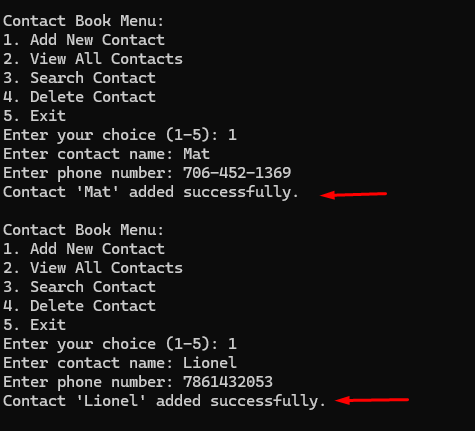 Contact Book Menu:
1. Add New Contact
2. View All Contacts
3. Search Contact
4. Delete Contact
5. Exit
Enter your choice (1-5): 1
Enter contact name: Mat
Enter phone number: 706-452-1369
Contact 'Mat' added successfully.
Contact Book Menu:
1. Add New Contact
2. View All Contacts
3. Search Contact
4. Delete Contact
5. Exit
Enter your choice (1-5): 1
Enter contact name: Lionel
Enter phone number: 7861432053
Contact 'Lionel' added successfully.